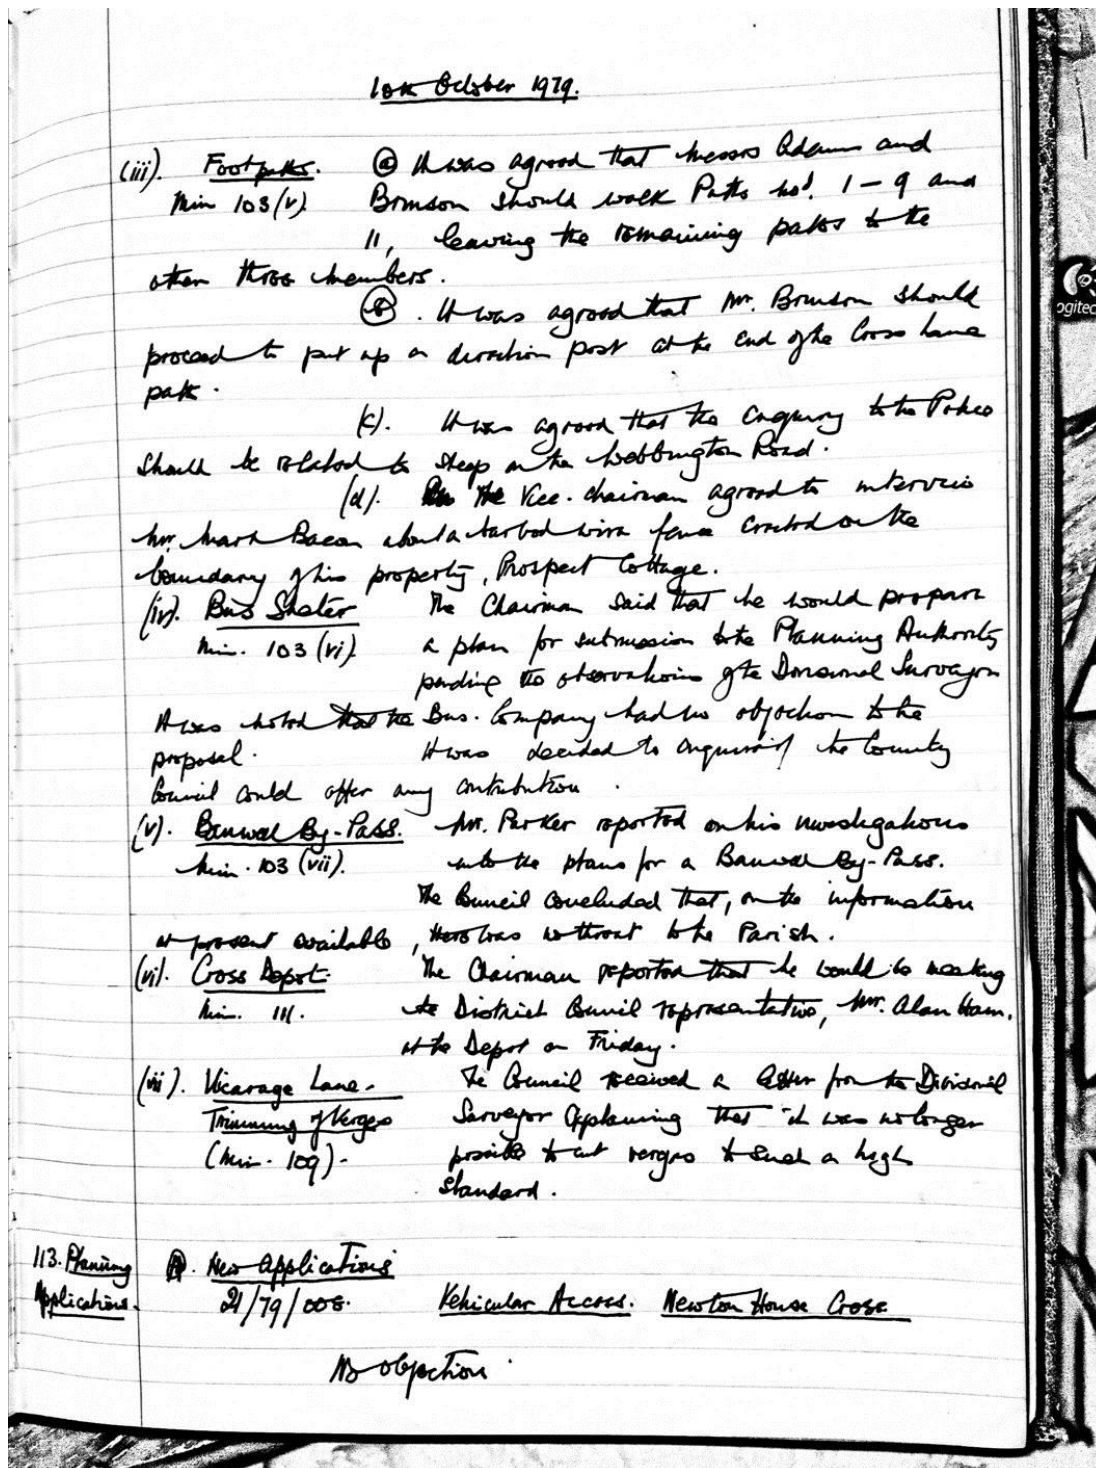 10th October 1979.
(iii). Footpaths. (a) It was agreed that Messrs Adams and
Min 103(v). Brunson should walk Paths nos. 1 - 9 and
11, leaving the remaining paths to the
other three members.
(b). It was agreed that Mr. Brunson should
proceed to put up a direction post at the end of the Cross Lane
path.
(c). It was agreed that the enquiry to the Police
should be related to steps on the Webbington Road.
(d). The Vice-Chairman agreed to interview
Mr. Mark Bacon about a barbed wire fence erected on the
boundary of his property, Prospect Cottage.
(iv). Bus Shelter The Chairman said that he would prepare
Min. 103 (vi). a plan for submission to the Planning Authority
pending the observations of the Divisional Surveyor
It was noted that the Bus. Company had no objection to the
proposal. It was decided to enquire if the County
Council could offer any contribution.
(v). Banwell By-Pass. Mr. Parker reported on his investigations
Min. 103 (vii). into the plans for a Banwell By-Pass.
The Council concluded that, on the information
at present available, there was no threat to the Parish.
(vi). Cross Depot. The Chairman reported that he would be meeting
Min. 111. the District Council representative, Mr. Alan Ham.
at the Depot on Friday.
(vii). Vicarage Lane - The Council received a letter from the Divisional
Trimming of Verges Surveyor explaining that it was no longer
(Min. 109). possible to cut verges to such a high
standard.
113. Planning A. New Applications
Applications. 21/79/008. Vehicular Access. Newton House Cross
No objection.
ogitec